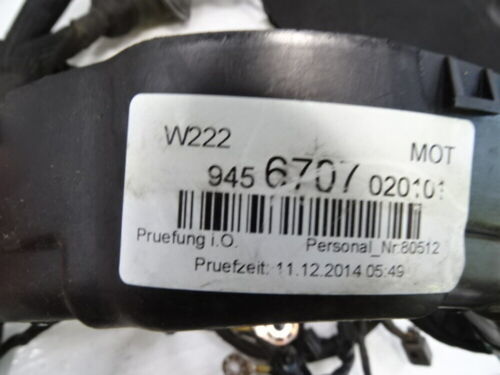 W222
MOT
945 6707 020101
Pruefung i.O.
Personal_Nr:80512
Pruefzeit: 11.12.2014 05:49